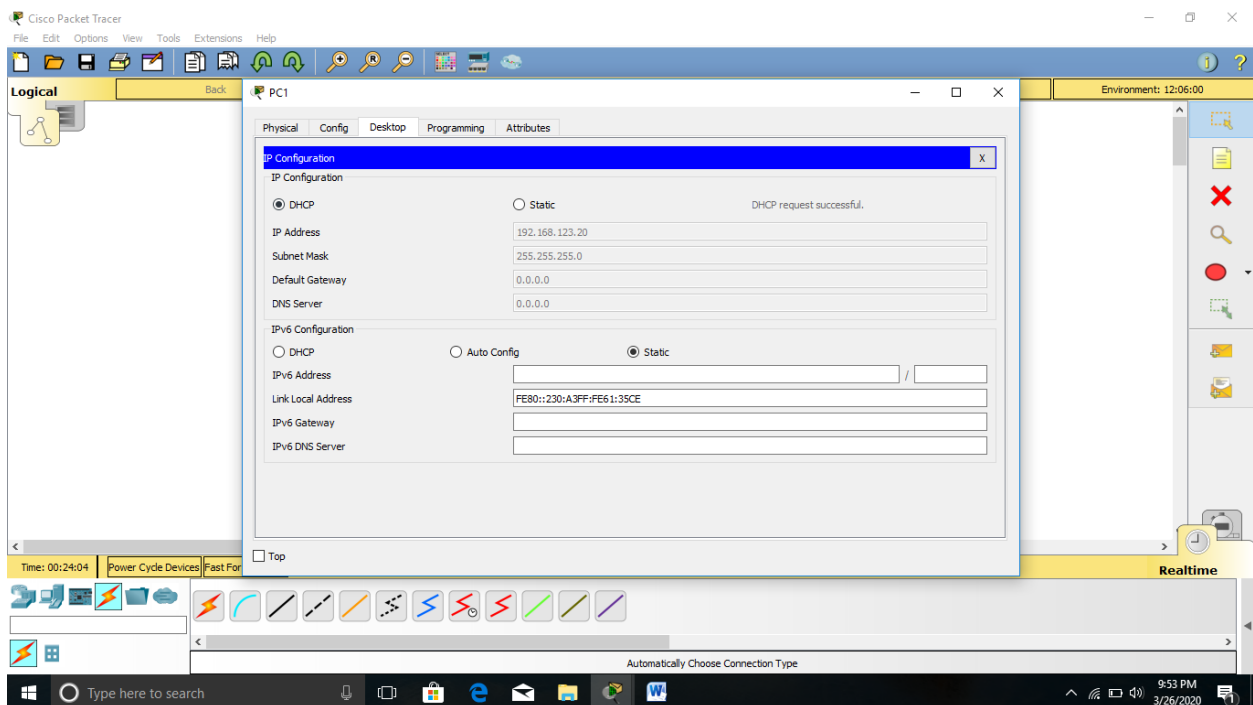 Cisco Packet Tracer
File Edit Options View Tools Extensions Help
Logical
Back
Environment: 12:06:00
PC1
Physical Config Desktop Programming Attributes
IP Configuration X
IP Configuration
DHCP Static DHCP request successful.
IP Address 192.168.123.20
Subnet Mask 255.255.255.0
Default Gateway 0.0.0.0
DNS Server 0.0.0.0
IPv6 Configuration
DHCP Auto Config Static
IPv6 Address /
Link Local Address FE80::230:A3FF:FE61:35CE
IPv6 Gateway
IPv6 DNS Server
Top
Time: 00:24:04 Power Cycle Devices Fast For
Realtime
Automatically Choose Connection Type
Type here to search
9:53 PM
3/26/2020